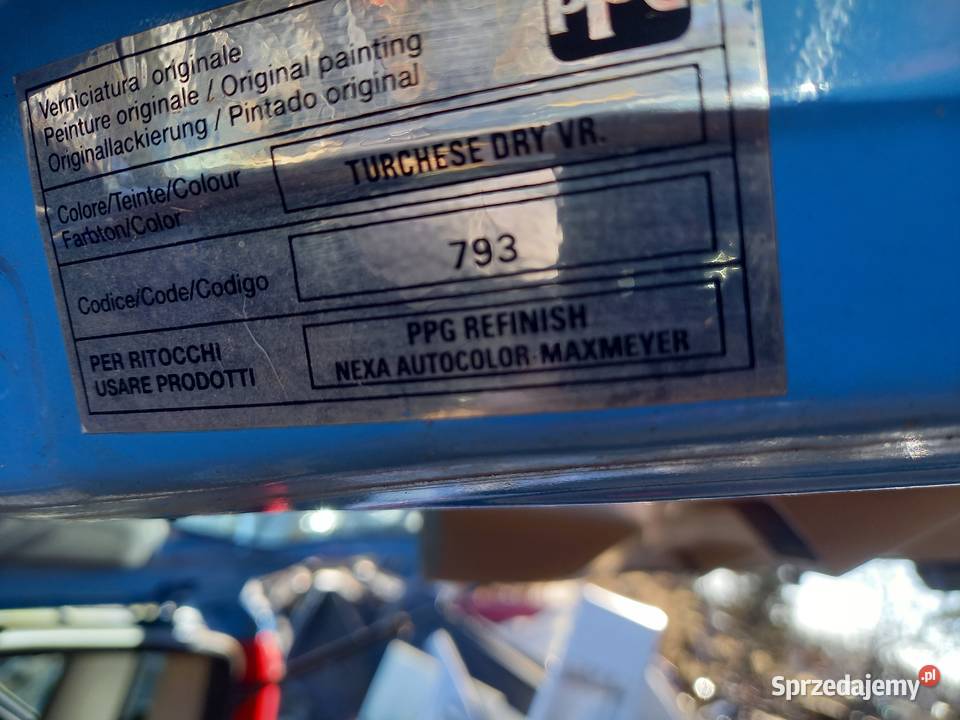 PPG
Verniciatura originale
Peinture originale / Original painting
Originallackierung / Pintado original
Colore/Teinte/Colour
Farbton/Color
TURCHESE DRY VR.
Codice/Code/Codigo
793
PER RITOCCHI
USARE PRODOTTI
PPG REFINISH
NEXA AUTOCOLOR-MAXMEYER
Sprzedajemy.pl